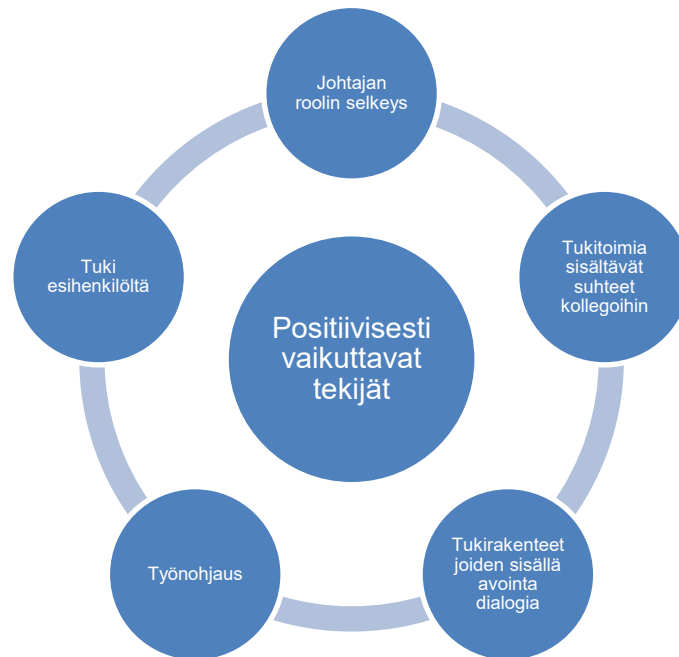 Johtajan
roolin selkeys
Tukitoimia
sisältävät
suhteet
kollegoihin
Tukirakenteet
joiden sisällä
avointa
dialogia
Työnohjaus
Tuki
esihenkilöltä
Positiivisesti
vaikuttavat
tekijät